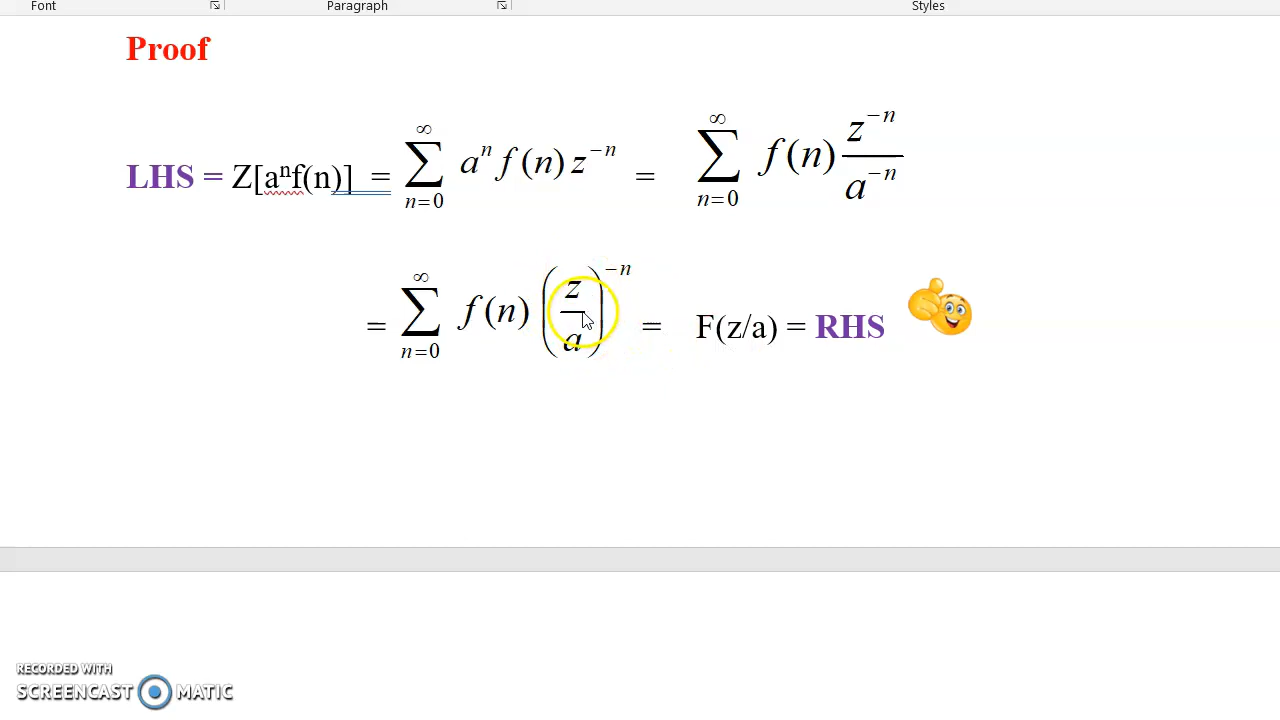 Font Paragraph Styles
Proof
LHS = Z[aⁿf(n)] = ∑_{n=0}^{∞} aⁿ f(n) z⁻ⁿ = ∑_{n=0}^{∞} f(n) z⁻ⁿ / a⁻ⁿ
= ∑_{n=0}^{∞} f(n) (z/a)⁻ⁿ = F(z/a) = RHS
RECORDED WITH
SCREENCAST MATIC